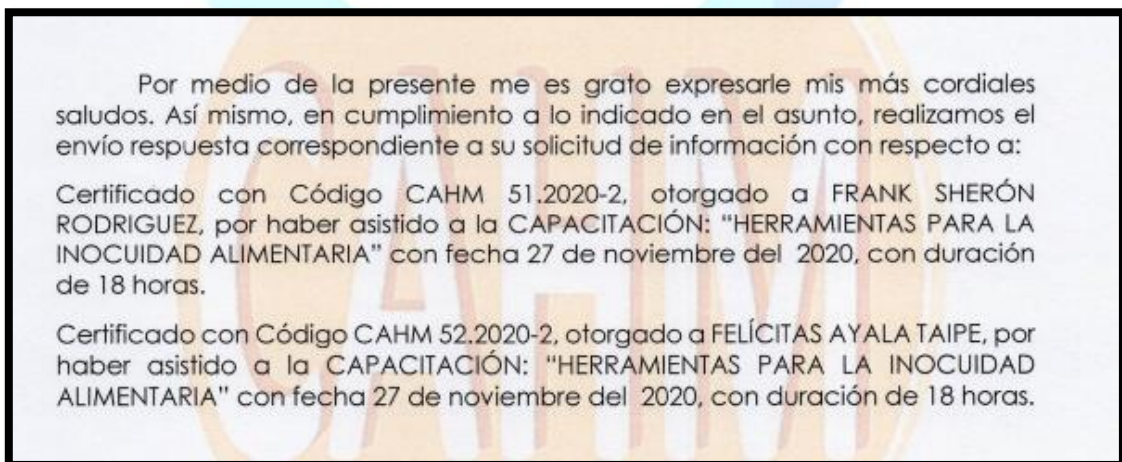 Por medio de la presente me es grato expresarle mis más cordiales
saludos. Así mismo, en cumplimiento a lo indicado en el asunto, realizamos el
envío respuesta correspondiente a su solicitud de información con respecto a:
Certificado con Código CAHM 51.2020-2, otorgado a FRANK SHERÓN
RODRIGUEZ, por haber asistido a la CAPACITACIÓN: “HERRAMIENTAS PARA LA
INOCUIDAD ALIMENTARIA” con fecha 27 de noviembre del 2020, con duración
de 18 horas.
Certificado con Código CAHM 52.2020-2, otorgado a FELÍCITAS AYALA TAIPE, por
haber asistido a la CAPACITACIÓN: “HERRAMIENTAS PARA LA INOCUIDAD
ALIMENTARIA” con fecha 27 de noviembre del 2020, con duración de 18 horas.
CAHM